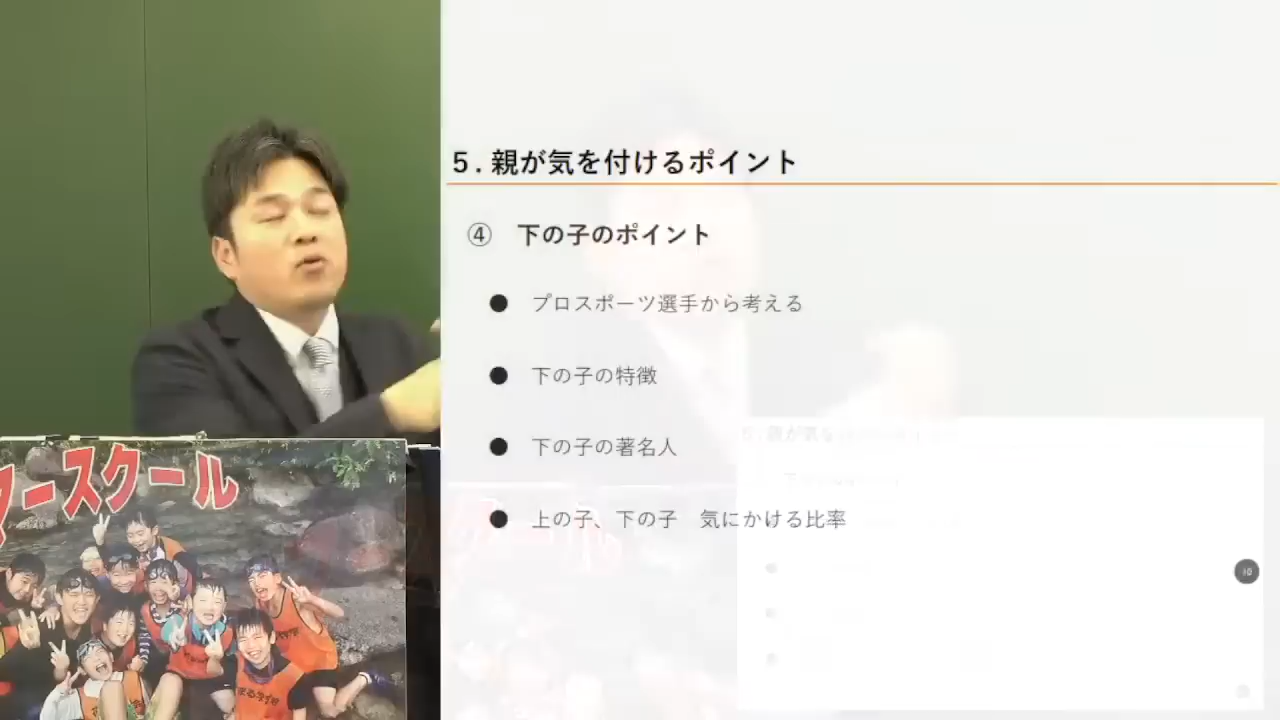 5. 親が気を付けるポイント
④ 下の子のポイント
● プロスポーツ選手から考える
● 下の子の特徴
● 下の子の著名人
● 上の子、下の子 気にかける比率
ースクール